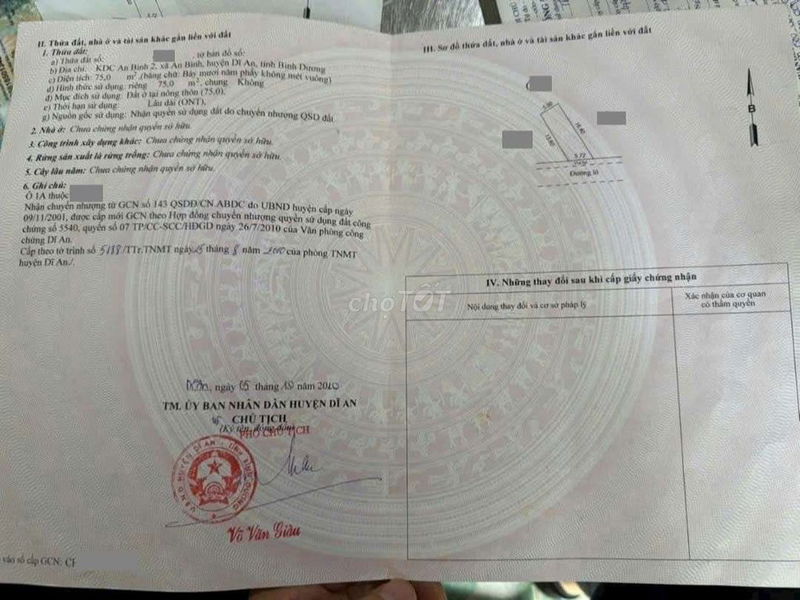 II. Thửa đất, nhà ở và tài sản khác gắn liền với đất
1. Thửa đất:
a) Thửa đất số: tờ bản đồ số:
b) Địa chỉ: KDC An Bình 2, xã An Bình, huyện Dĩ An, tỉnh Bình Dương
c) Diện tích: 75,0 m², (bằng chữ: Bảy mươi năm phẩy không mét vuông)
d) Hình thức sử dụng: riêng 75,0 m², chung Không
đ) Mục đích sử dụng: Đất ở tại nông thôn (75.0).
e) Thời hạn sử dụng: Lâu dài (ONT).
g) Nguồn gốc sử dụng: Nhận quyền sử dụng đất do chuyển nhượng QSD đất.
2. Nhà ở: Chưa chứng nhận quyền sở hữu.
3. Công trình xây dựng khác: Chưa chứng nhận quyền sở hữu.
4. Rừng sản xuất là rừng trồng: Chưa chứng nhận quyền sở hữu.
5. Cây lâu năm: Chưa chứng nhận quyền sở hữu.
6. Ghi chú:
Ô 1A thuộc
Nhận chuyển nhượng từ GCN số 143 QSDĐ/CN.ABDC do UBND huyện cấp ngày
09/11/2001, được cấp mới GCN theo Hợp đồng chuyển nhượng quyền sử dụng đất công
chứng số 5540, quyển số 07 TP/CC-SCC/HĐGD ngày 26/7/2010 của Văn phòng công
chứng Dĩ An.
Cấp theo tờ trình số 5188/TTr.TNMT ngày 25 tháng 8 năm 2010 của phòng TNMT
huyện Dĩ An./.
Dĩ An, ngày 05 tháng 10 năm 2010
TM. ỦY BAN NHÂN DÂN HUYỆN DĨ AN
CHỦ TỊCH
(Ký tên, đóng dấu)
PHÓ CHỦ TỊCH
Võ Văn Giàu
vào sổ cấp GCN:
III. Sơ đồ thửa đất, nhà ở và tài sản khác gắn liền với đất
B
5.77
Đường lô
IV. Những thay đổi sau khi cấp giấy chứng nhận
Nội dung thay đổi và cơ sở pháp lý
Xác nhận của cơ quan
có thẩm quyền
chợTỐT